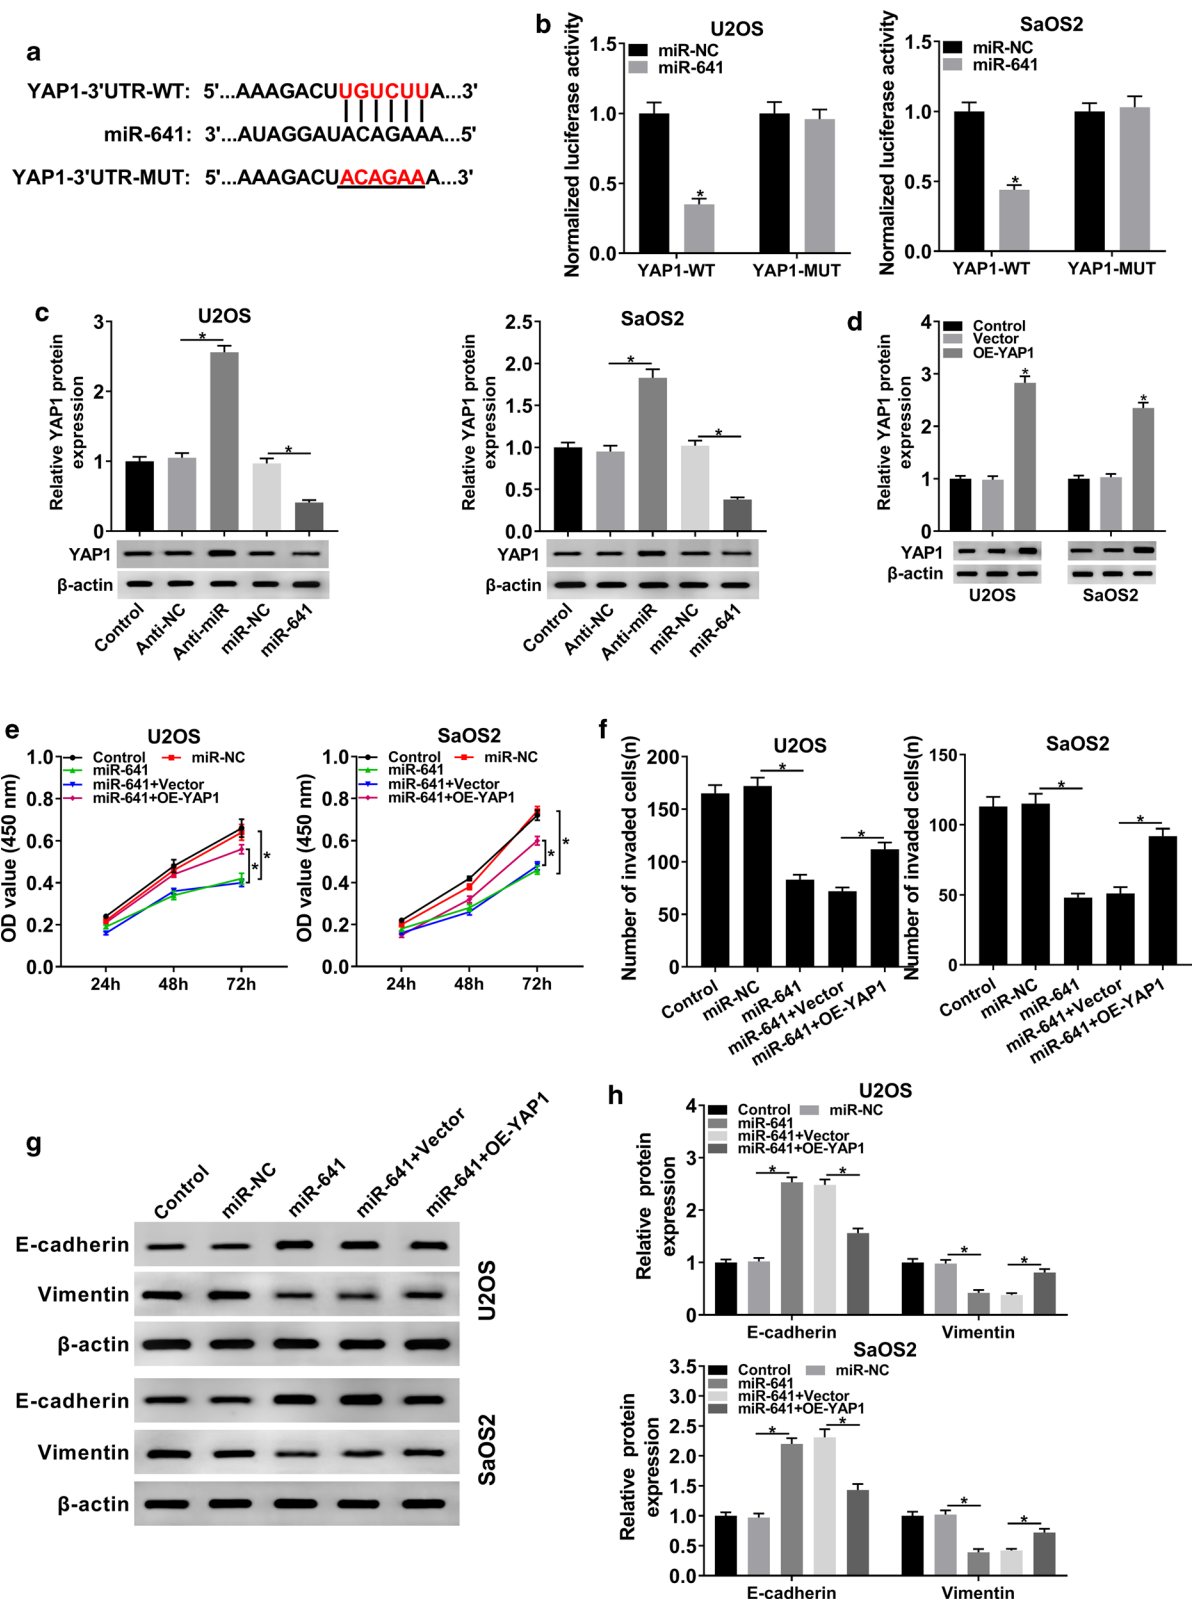 a
YAP1-3'UTR-WT: 5'...AAAGACUUGUCUUA...3'
miR-641: 3'...AUAGGAUACAGAAA...5'
YAP1-3'UTR-MUT: 5'...AAAGACUACAGAAA...3'
b
U2OS
Normalized luciferase activity
1.5
1.0
0.5
0.0
miR-NC
miR-641
*
YAP1-WT YAP1-MUT
SaOS2
Normalized luciferase activity
1.5
1.0
0.5
0.0
miR-NC
miR-641
*
YAP1-WT YAP1-MUT
c
U2OS
Relative YAP1 protein
expression
3
2
1
0
*
*
YAP1
β-actin
Control Anti-NC Anti-miR miR-NC miR-641
SaOS2
Relative YAP1 protein
expression
2.5
2.0
1.5
1.0
0.5
0.0
*
*
YAP1
β-actin
Control Anti-NC Anti-miR miR-NC miR-641
d
Relative YAP1 protein
expression
4
3
2
1
0
Control
Vector
OE-YAP1
*
*
YAP1
β-actin
U2OS SaOS2
e
U2OS
OD value (450 nm)
1.0
0.8
0.6
0.4
0.2
0.0
Control miR-NC
miR-641
miR-641+Vector
miR-641+OE-YAP1
*
*
24h 48h 72h
SaOS2
OD value (450 nm)
1.0
0.8
0.6
0.4
0.2
0.0
Control miR-NC
miR-641
miR-641+Vector
miR-641+OE-YAP1
*
*
24h 48h 72h
f
U2OS
Number of invaded cells(n)
200
150
100
50
0
*
*
Control miR-NC miR-641 miR-641+Vector miR-641+OE-YAP1
SaOS2
Number of invaded cells(n)
150
100
50
0
*
*
Control miR-NC miR-641 miR-641+Vector miR-641+OE-YAP1
g
Control miR-NC miR-641 miR-641+Vector miR-641+OE-YAP1
E-cadherin
Vimentin
β-actin
U2OS
E-cadherin
Vimentin
β-actin
SaOS2
h
U2OS
Relative protein
expression
4
3
2
1
0
Control miR-NC
miR-641
miR-641+Vector
miR-641+OE-YAP1
*
*
*
*
E-cadherin Vimentin
SaOS2
Relative protein
expression
3.5
3.0
2.5
2.0
1.5
1.0
0.5
0.0
Control miR-NC
miR-641
miR-641+Vector
miR-641+OE-YAP1
*
*
*
*
E-cadherin Vimentin